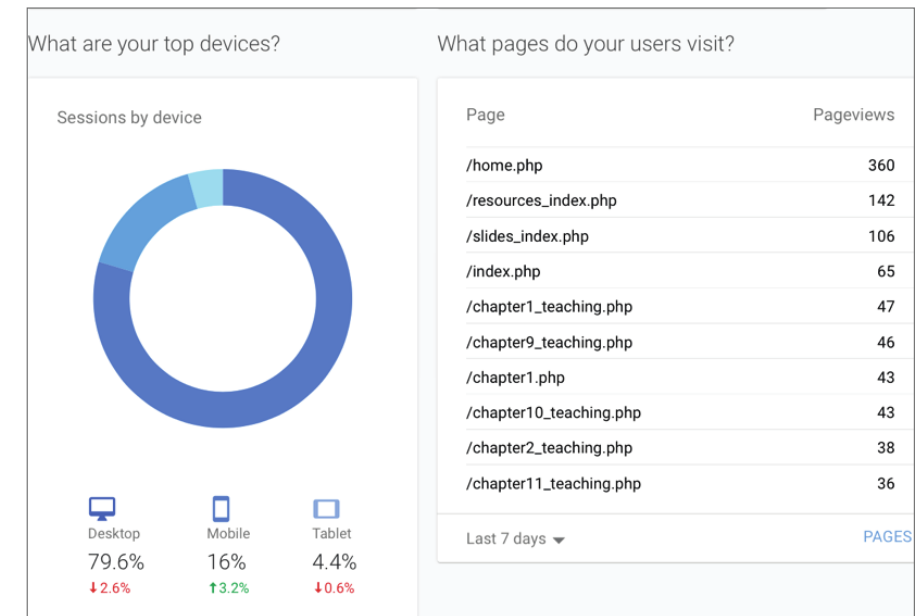 What are your top devices?
Sessions by device
Desktop Mobile Tablet
79.6% 16% 4.4%
↓2.6% ↑3.2% ↓0.6%
What pages do your users visit?
Page Pageviews
/home.php 360
/resources_index.php 142
/slides_index.php 106
/index.php 65
/chapter1_teaching.php 47
/chapter9_teaching.php 46
/chapter1.php 43
/chapter10_teaching.php 43
/chapter2_teaching.php 38
/chapter11_teaching.php 36
Last 7 days PAGES